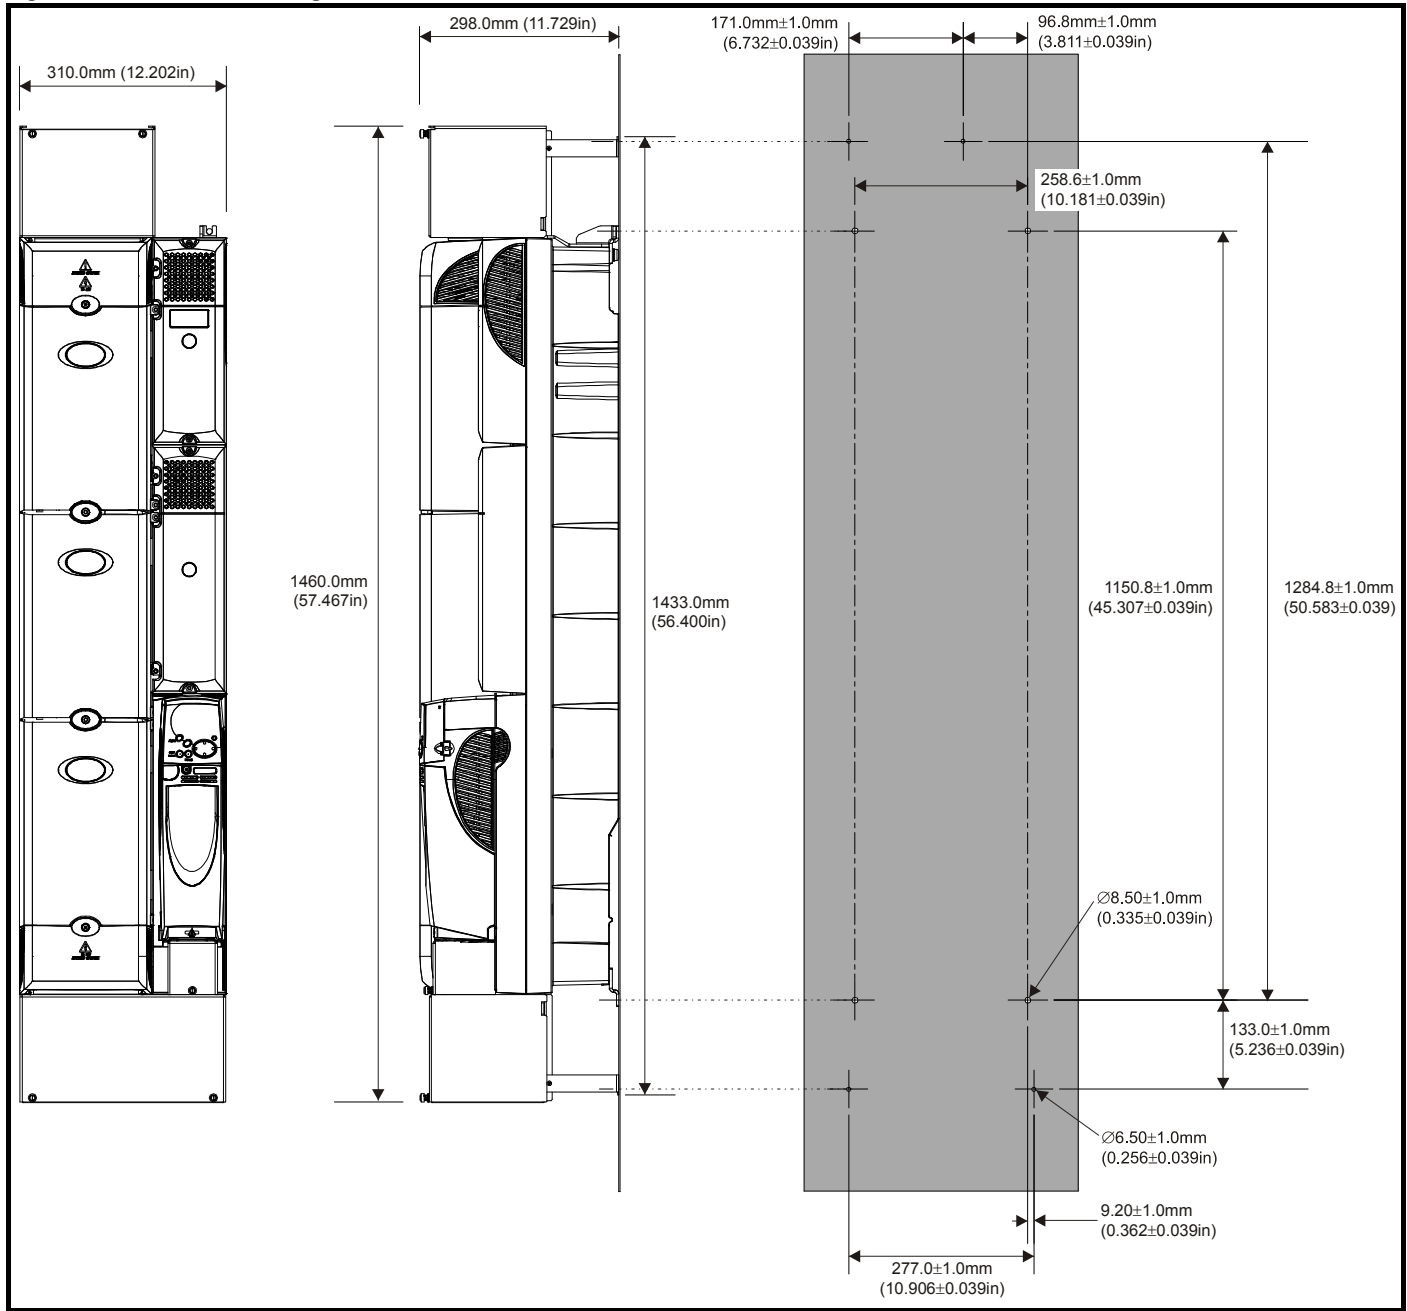 298.0mm (11.729in)
171.0mm±1.0mm
(6.732±0.039in)
96.8mm±1.0mm
(3.811±0.039in)
310.0mm (12.202in)
258.6±1.0mm
(10.181±0.039in)
1460.0mm
(57.467in)
1433.0mm
(56.400in)
1150.8±1.0mm
(45.307±0.039in)
1284.8±1.0mm
(50.583±0.039)
∅8.50±1.0mm
(0.335±0.039in)
133.0±1.0mm
(5.236±0.039in)
∅6.50±1.0mm
(0.256±0.039in)
9.20±1.0mm
(0.362±0.039in)
277.0±1.0mm
(10.906±0.039in)